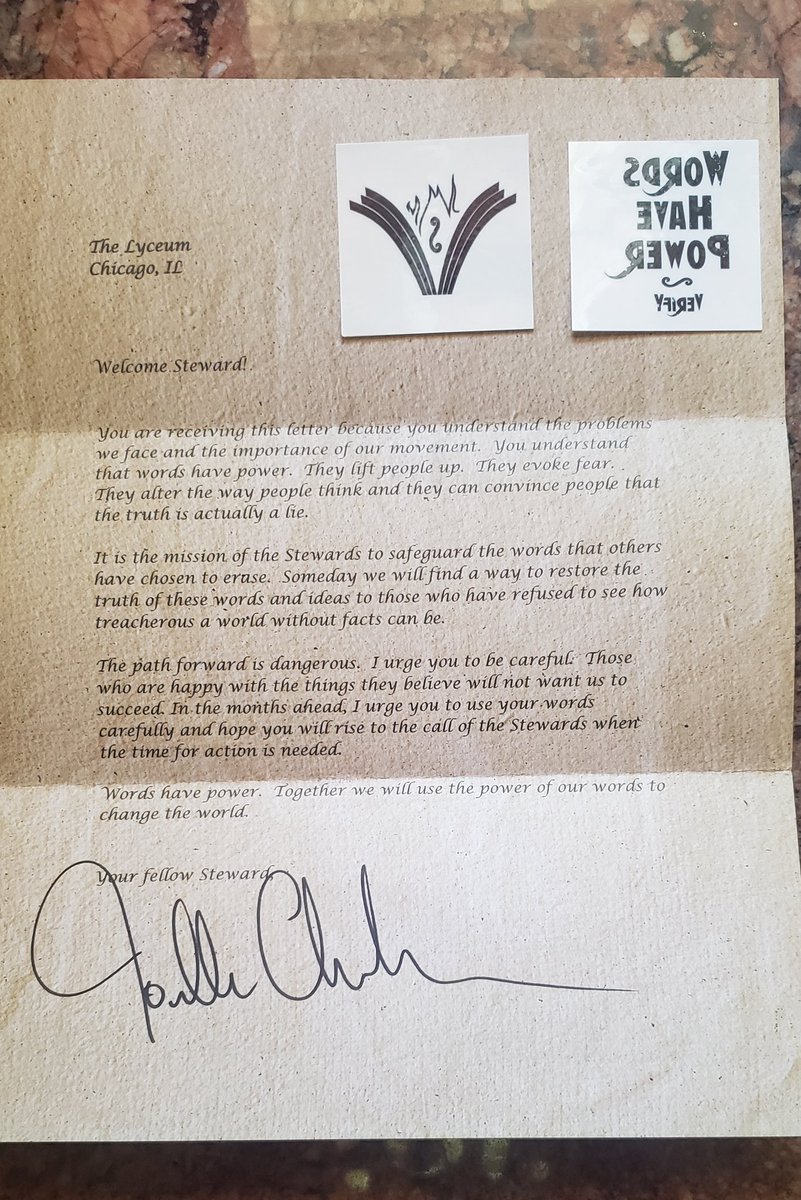 WORDS
HAVE
POWER
VERIFY
The Lyceum
Chicago, IL
Welcome Steward!
You are receiving this letter because you understand the problems
we face and the importance of our movement. You understand
that words have power. They lift people up. They evoke fear.
They alter the way people think and they can convince people that
the truth is actually a lie.
It is the mission of the Stewards to safeguard the words that others
have chosen to erase. Someday we will find a way to restore the
truth of these words and ideas to those who have refused to see how
treacherous a world without facts can be.
The path forward is dangerous. I urge you to be careful. Those
who are happy with the things they believe will not want us to
succeed. In the months ahead, I urge you to use your words
carefully and hope you will rise to the call of the Stewards when
the time for action is needed.
Words have power. Together we will use the power of our words to
change the world.
Your fellow Steward,
Joelle